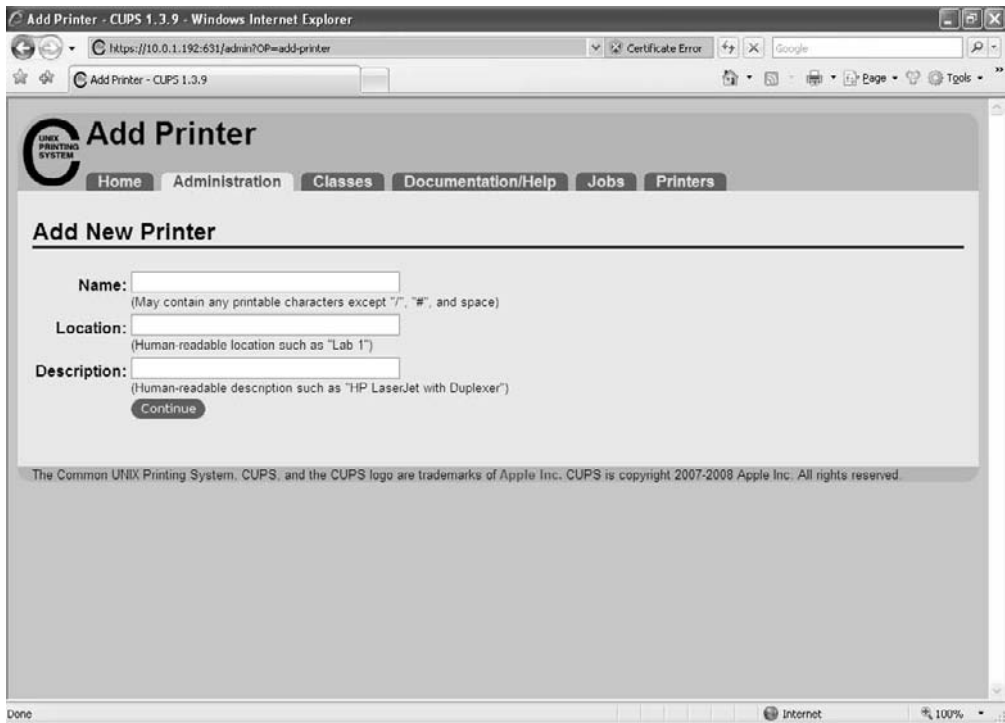 Add Printer - CUPS 1.3.9 - Windows Internet Explorer
https://10.0.1.192:631/admin?OP=add-printer
Certificate Error
Google
Add Printer - CUPS 1.3.9
Page
Tools
UNIX
PRINTING
SYSTEM
Add Printer
Home
Administration
Classes
Documentation/Help
Jobs
Printers
Add New Printer
Name:
(May contain any printable characters except "/", "#", and space)
Location:
(Human-readable location such as "Lab 1")
Description:
(Human-readable description such as "HP LaserJet with Duplexer")
Continue
The Common UNIX Printing System, CUPS, and the CUPS logo are trademarks of Apple Inc. CUPS is copyright 2007-2008 Apple Inc. All rights reserved.
Done
Internet
100%